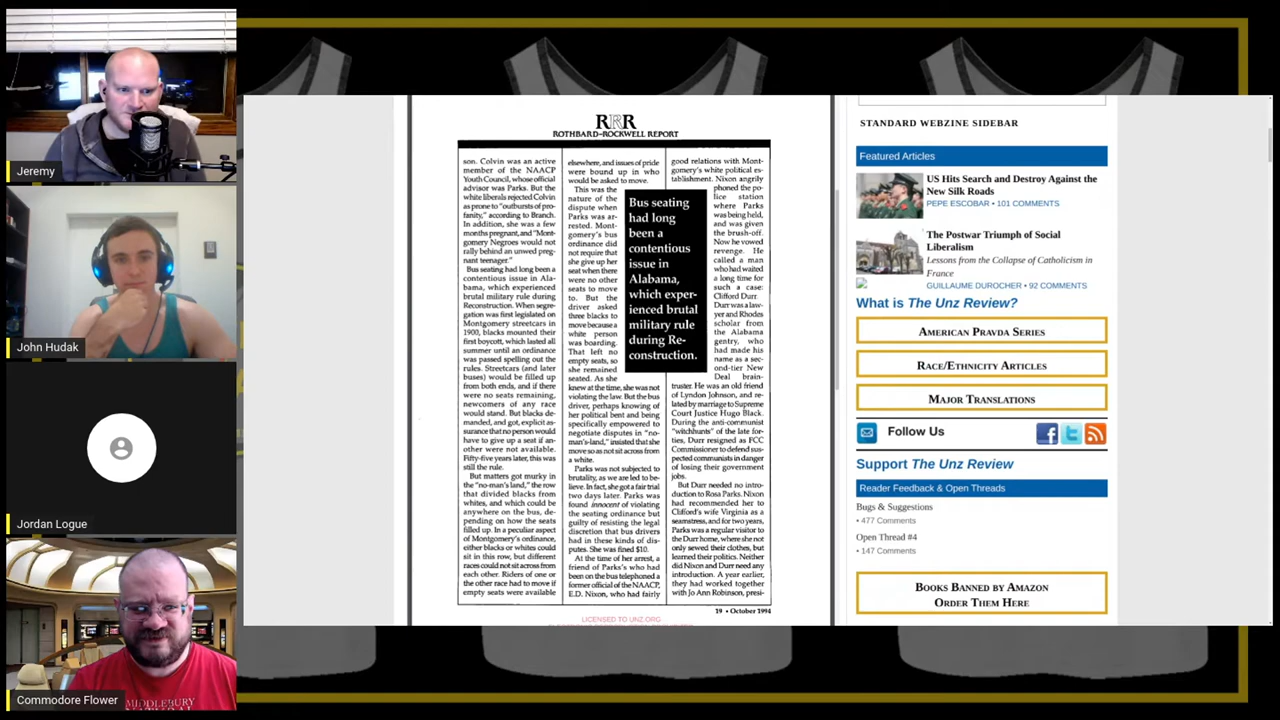 Jeremy
John Hudak
Jordan Logue
Commodore Flower
MIDDLEBURY
RRR
ROTHBARD–ROCKWELL REPORT
son. Colvin was an active
member of the NAACP
Youth Council, whose official
advisor was Parks. But the
white liberals rejected Colvin
as prone to "outbursts of pro-
fanity," according to Branch.
In addition, she was a few
months pregnant, and "Mont-
gomery Negroes would not
rally behind an unwed preg-
nant teenager."
Bus seating had long been a
contentious issue in Ala-
bama, which experienced
brutal military rule during
Reconstruction. When segre-
gation was first legislated on
Montgomery streetcars in
1900, blacks mounted their
first boycott, which lasted all
summer until an ordinance
was passed spelling out the
rules. Streetcars (and later
buses) would be filled up
from both ends, and if there
were no seats remaining,
newcomers of any race
would stand. But blacks de-
manded, and got, explicit as-
surance that no person would
have to give up a seat if an-
other were not available.
Fifty-five years later, this was
still the rule.
But matters got murky in
the "no-man's land," the row
that divided blacks from
whites, and which could be
anywhere on the bus, de-
pending on how the seats
filled up. In a peculiar aspect
of Montgomery's ordinance,
either blacks or whites could
sit in this row, but different
races could not sit across from
each other. Riders of one or
the other race had to move if
empty seats were available
elsewhere, and issues of pride
were bound up in who
would be asked to move.
This was the
nature of the
dispute when
Parks was ar-
rested. Mont-
gomery's bus
ordinance did
not require that
she give up her
seat when there
were no other
seats to move
to. But the
driver asked
three blacks to
move because a
white person
was boarding.
That left no
empty seats, so
she remained
seated. As she
knew at the time, she was not
violating the law. But the bus
driver, perhaps knowing of
her political bent and being
specifically empowered to
negotiate disputes in "no-
man's-land," insisted that she
move so as not sit across from
a white.
Parks was not subjected to
brutality, as we are led to be-
lieve. In fact, she got a fair trial
two days later. Parks was
found innocent of violating
the seating ordinance but
guilty of resisting the legal
discretion that bus drivers
had in these kinds of dis-
putes. She was fined $10.
At the time of her arrest, a
friend of Parks's who had
been on the bus telephoned a
former official of the NAACP,
E.D. Nixon, who had fairly
Bus seating
had long
been a
contentious
issue in
Alabama,
which exper-
ienced brutal
military rule
during Re-
construction.
good relations with Mont-
gomery's white political es-
tablishment. Nixon angrily
phoned the po-
lice station
where Parks
was being held,
and was given
the brush-off.
Now he vowed
revenge. He
called a man
who had waited
a long time for
such a case:
Clifford Durr.
Durr was a law-
yer and Rhodes
scholar from
the Alabama
gentry, who
had made his
name as a sec-
ond-tier New
Deal brain-
truster. He was an old friend
of Lyndon Johnson, and re-
lated by marriage to Supreme
Court Justice Hugo Black.
During the anti-communist
"witchhunts" of the late for-
ties, Durr resigned as FCC
Commissioner to defend sus-
pected communists in danger
of losing their government
jobs.
But Durr needed no intro-
duction to Rosa Parks. Nixon
had recommended her to
Clifford's wife Virginia as a
seamstress, and for two years,
Parks was a regular visitor to
the Durr home, where she not
only sewed their clothes, but
learned their politics. Neither
did Nixon and Durr need any
introduction. A year earlier,
they had worked together
with Jo Ann Robinson, presi-
19 • October 1994
LICENSED TO UNZ.ORG
STANDARD WEBZINE SIDEBAR
Featured Articles
US Hits Search and Destroy Against the
New Silk Roads
PEPE ESCOBAR • 101 COMMENTS
The Postwar Triumph of Social
Liberalism
Lessons from the Collapse of Catholicism in
France
GUILLAUME DUROCHER • 92 COMMENTS
What is The Unz Review?
AMERICAN PRAVDA SERIES
RACE/ETHNICITY ARTICLES
MAJOR TRANSLATIONS
Follow Us
Support The Unz Review
Reader Feedback & Open Threads
Bugs & Suggestions
• 477 Comments
Open Thread #4
• 147 Comments
BOOKS BANNED BY AMAZON
ORDER THEM HERE